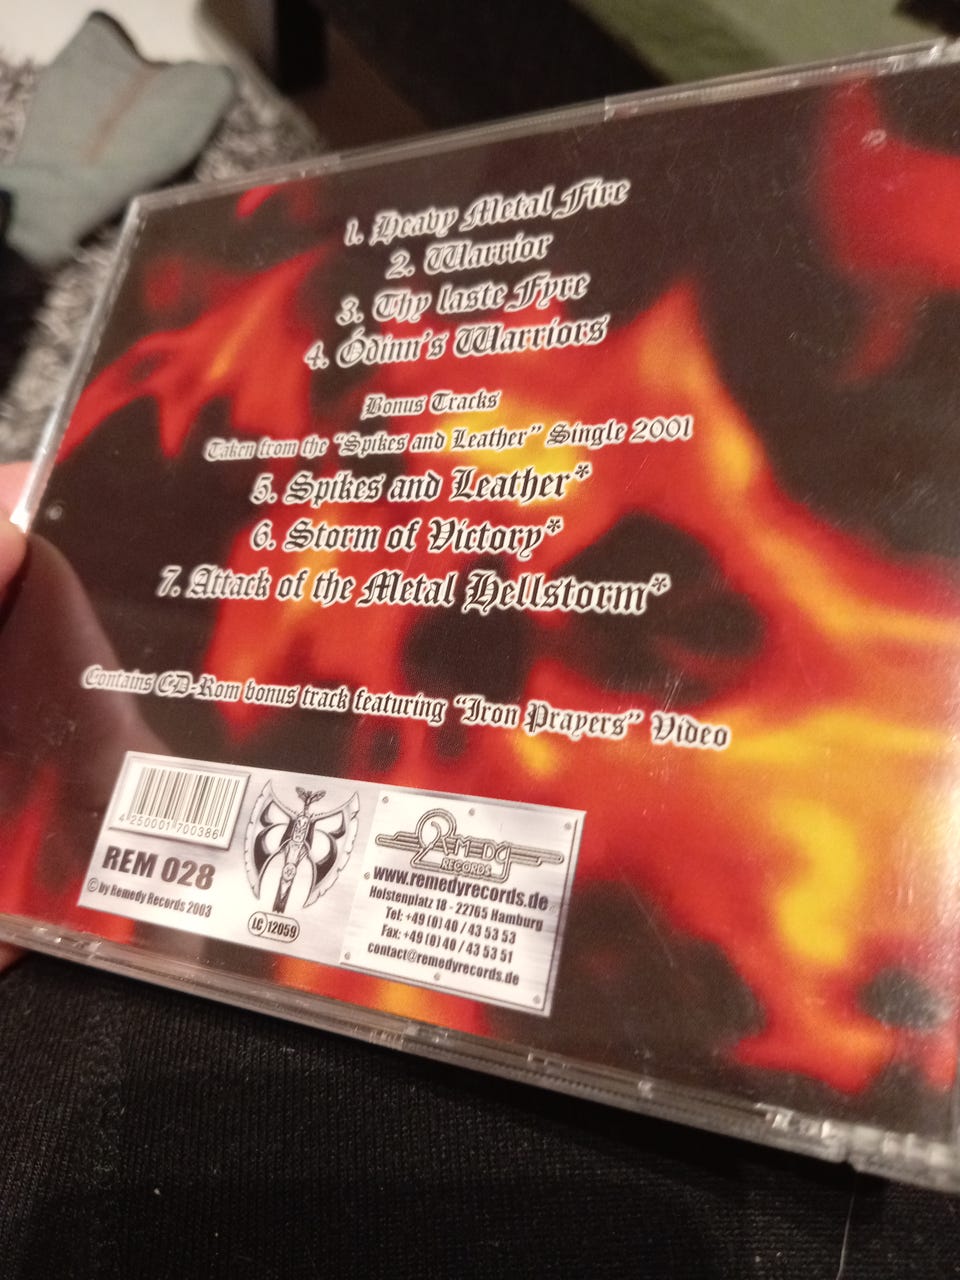 1. Heavy Metal Fire
2. Warrior
3. Thy laste Fyre
4. Ódinn's Warriors
Bonus Tracks
Taken from the "Spikes and Leather" Single 2001
5. Spikes and Leather*
6. Storm of Victory*
7. Attack of the Metal Hellstorm*
Contains CD-Rom bonus track featuring "Iron Prayers" Video
4 250001 700386
REM 028
© by Remedy Records 2003
LC 12059
Remedy
RECORDS
www.remedyrecords.de
Holstenplatz 18 - 22765 Hamburg
Tel: +49 (0) 40 / 43 53 53
Fax: +49 (0) 40 / 43 53 51
contact@remedyrecords.de